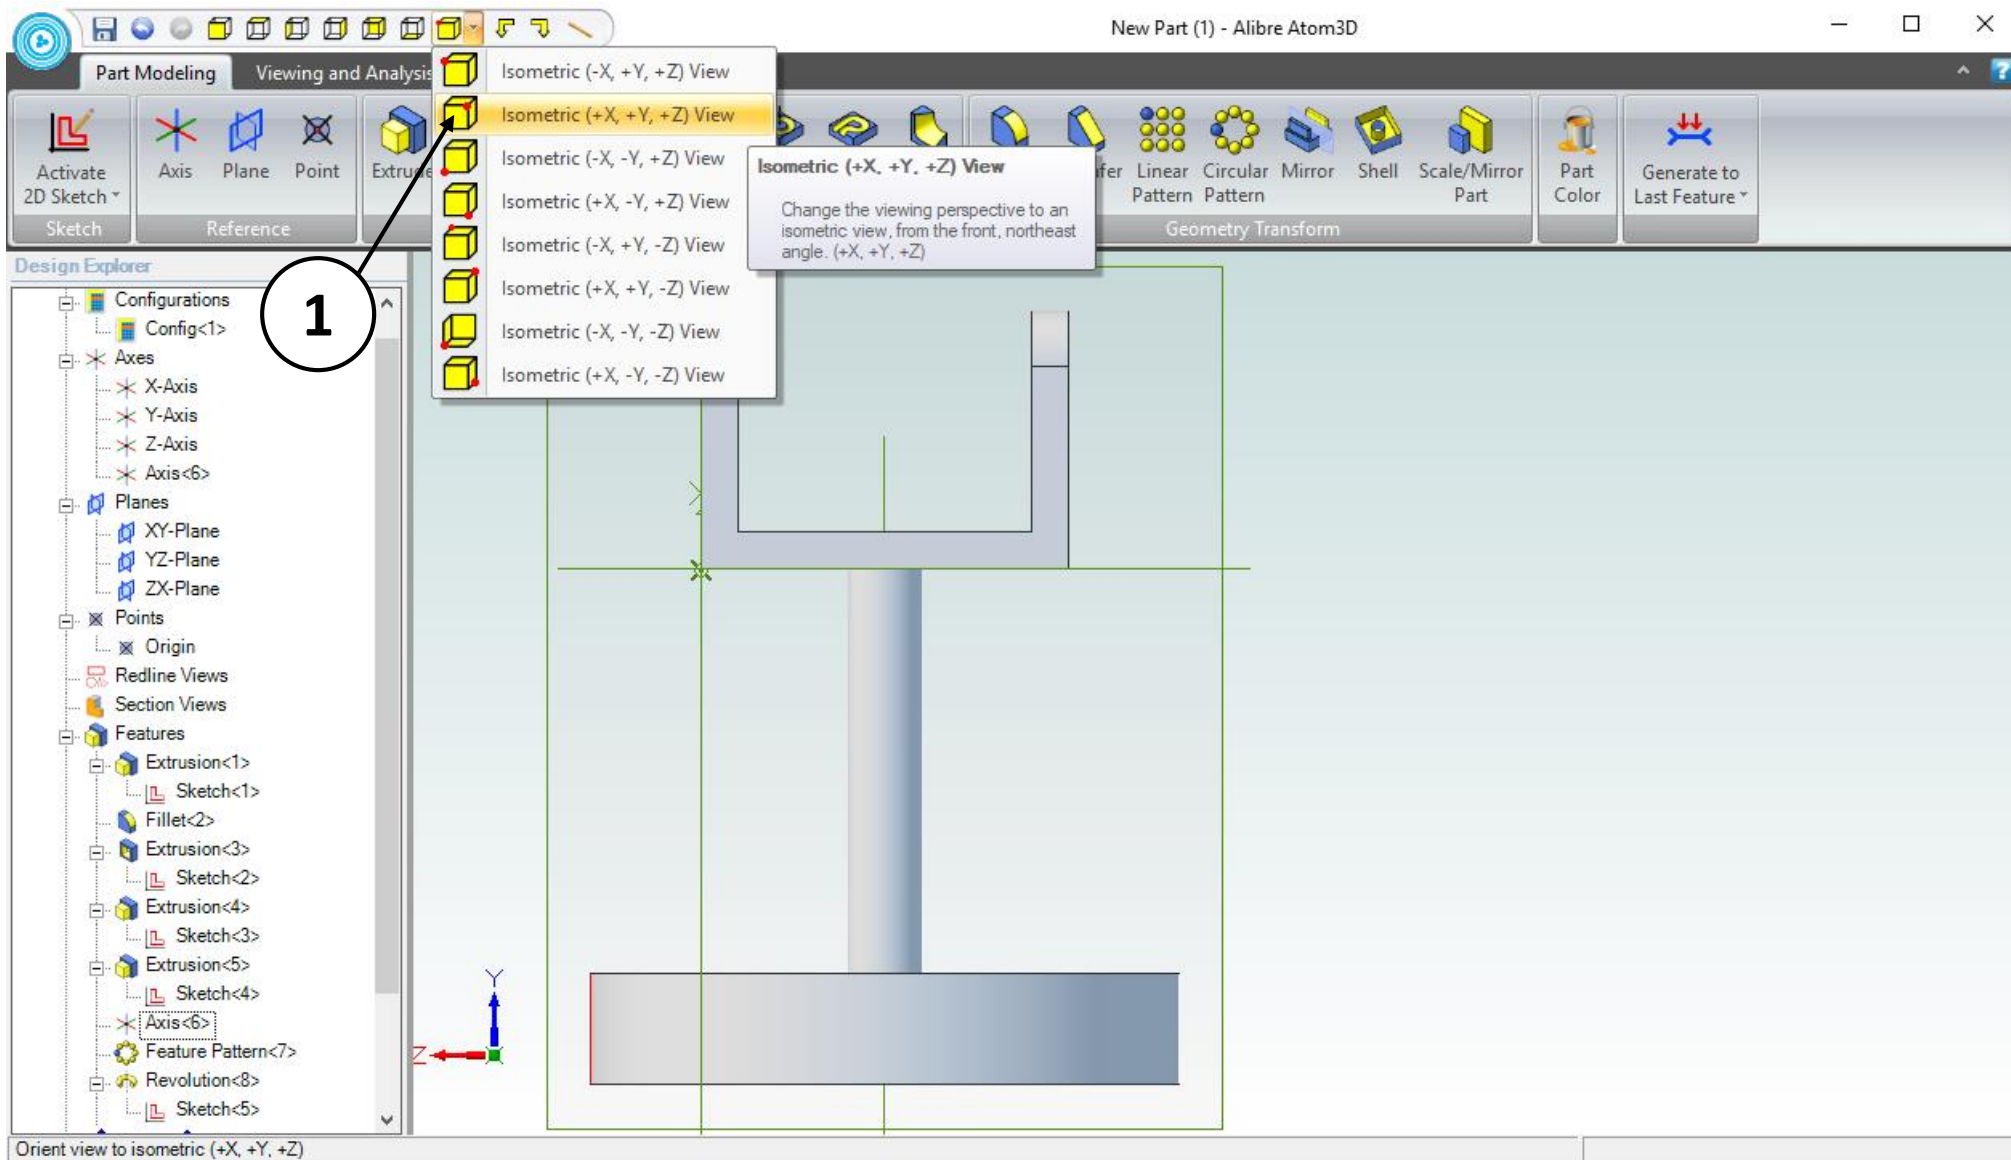 New Part (1) - Alibre Atom3D
Part Modeling
Viewing and Analysis
Activate
2D Sketch
Axis
Plane
Point
Extrude
Linear
Pattern
Circular
Pattern
Mirror
Shell
Scale/Mirror
Part
Part
Color
Generate to
Last Feature
Sketch
Reference
Geometry Transform
Isometric (-X, +Y, +Z) View
Isometric (+X, +Y, +Z) View
Isometric (-X, -Y, +Z) View
Isometric (+X, -Y, +Z) View
Isometric (-X, +Y, -Z) View
Isometric (+X, +Y, -Z) View
Isometric (-X, -Y, -Z) View
Isometric (+X, -Y, -Z) View
Isometric (+X, +Y, +Z) View
Change the viewing perspective to an
isometric view, from the front, northeast
angle. (+X, +Y, +Z)
1
Design Explorer
Configurations
Config<1>
Axes
X-Axis
Y-Axis
Z-Axis
Axis<6>
Planes
XY-Plane
YZ-Plane
ZX-Plane
Points
Origin
Redline Views
Section Views
Features
Extrusion<1>
Sketch<1>
Fillet<2>
Extrusion<3>
Sketch<2>
Extrusion<4>
Sketch<3>
Extrusion<5>
Sketch<4>
Axis<6>
Feature Pattern<7>
Revolution<8>
Sketch<5>
Y
Z
Orient view to isometric (+X, +Y, +Z)